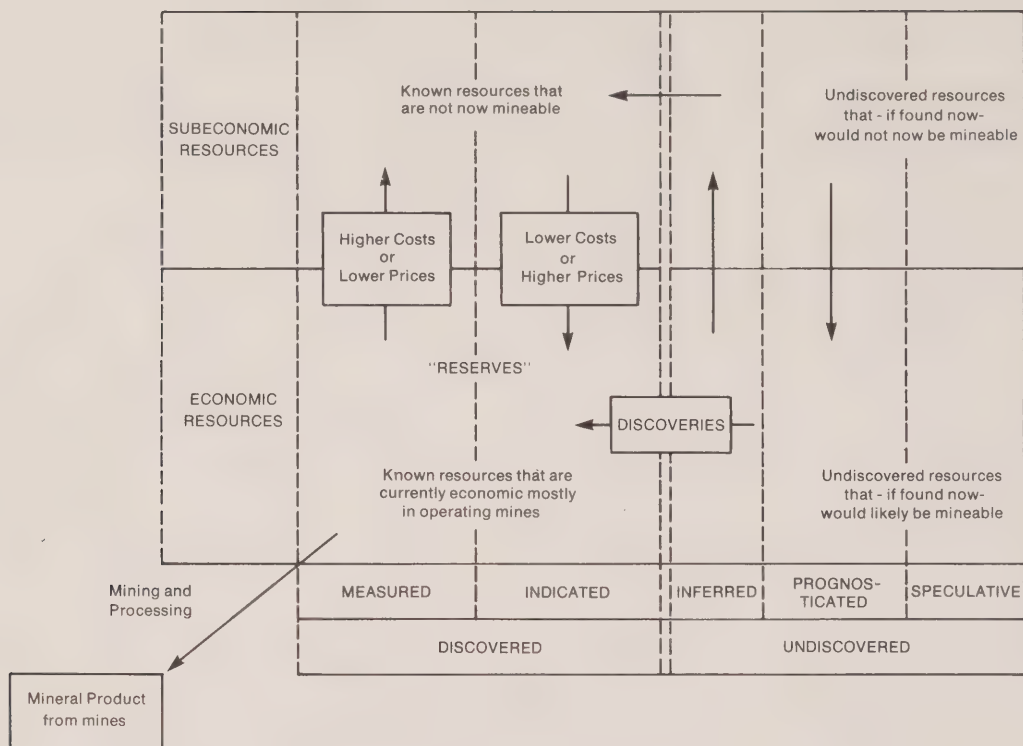 Known resources that
are not now mineable
Undiscovered resources
that - if found now-
would not now be mineable
SUBECONOMIC
RESOURCES
Higher Costs
or
Lower Prices
Lower Costs
or
Higher Prices
"RESERVES"
ECONOMIC
RESOURCES
DISCOVERIES
Known resources that are
currently economic mostly
in operating mines
Undiscovered resources
that - if found now-
would likely be mineable
Mining and
Processing
MEASURED
INDICATED
INFERRED
PROGNOS-
TICATED
SPECULATIVE
DISCOVERED
UNDISCOVERED
Mineral Product
from mines